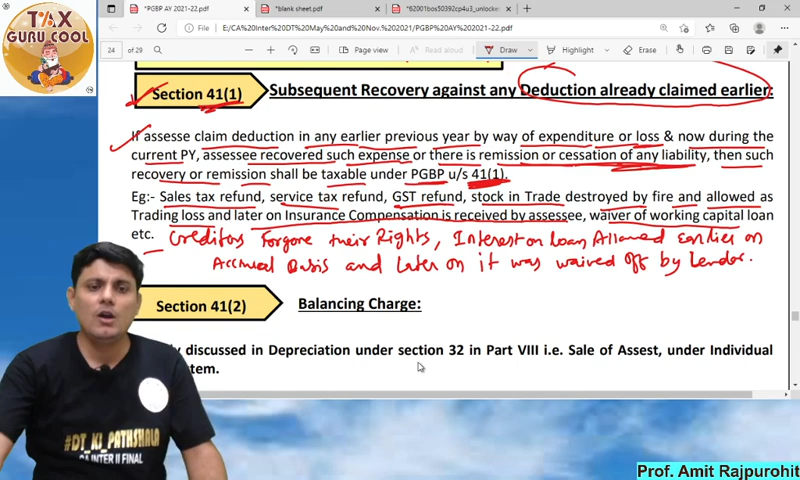 TAX
GURU COOL
*PGBP AY 2021-22.pdf
*blank sheet.pdf
*62001bos50392cp4u3_unlocked
E:/CA%20Inter%20DT%20May%20and%20Nov.%202021/PGBP%20AY%202021-22.pdf
24 of 29
Page view
Read aloud
Draw
Highlight
Erase
Section 41(1)
Subsequent Recovery against any Deduction already claimed earlier:
If assesse claim deduction in any earlier previous year by way of expenditure or loss & now during the
current PY, assessee recovered such expense or there is remission or cessation of any liability, then such
recovery or remission shall be taxable under PGBP u/s 41(1).
Eg:- Sales tax refund, service tax refund, GST refund, stock in Trade destroyed by fire and allowed as
Trading loss and later on Insurance Compensation is received by assessee, waiver of working capital loan
etc.
Creditors Forgone their Rights, Interest on loan Allowed Earlier on
Accrual Basis and Later on it was waived off by Lender.
Section 41(2)
Balancing Charge:
discussed in Depreciation under section 32 in Part VIII i.e. Sale of Assest, under Individual
#DT_KI_PATHSHALA
CA INTER II FINAL
Prof. Amit Rajpurohit